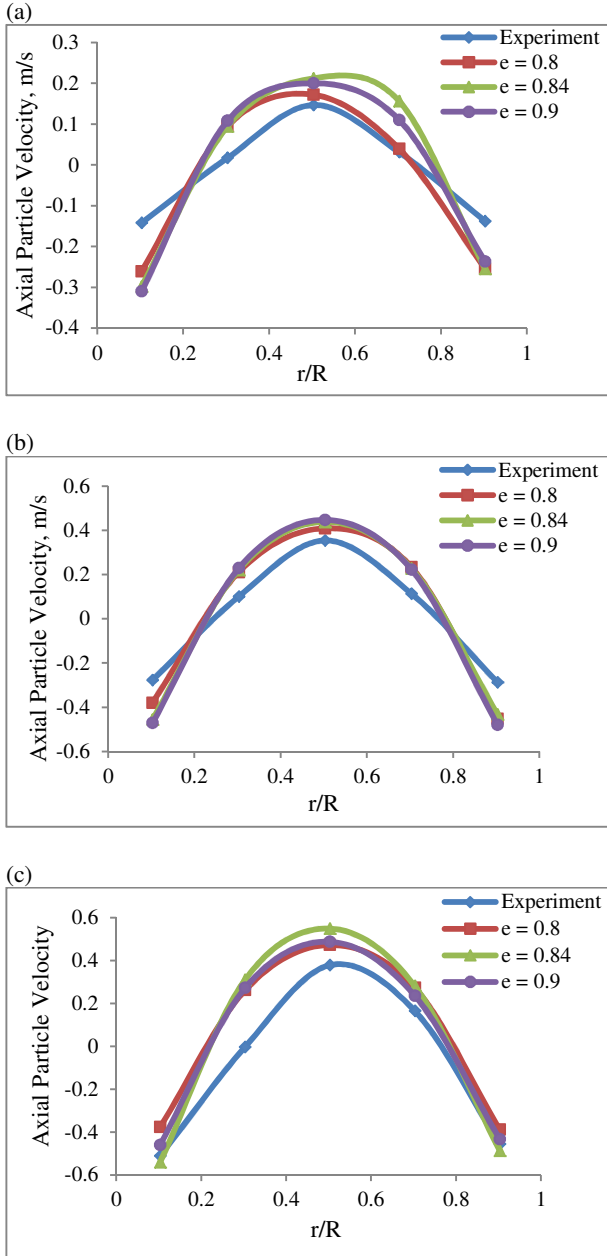 (a)
Axial Particle Velocity, m/s
0.3
0.2
0.1
0
-0.1
-0.2
-0.3
-0.4
0 0.2 0.4 0.6 0.8 1
r/R
Experiment
e = 0.8
e = 0.84
e = 0.9
(b)
Axial Particle Velocity, m/s
0.6
0.4
0.2
0
-0.2
-0.4
-0.6
0 0.2 0.4 0.6 0.8 1
r/R
Experiment
e = 0.8
e = 0.84
e = 0.9
(c)
Axial Particle Velocity
0.6
0.4
0.2
0
-0.2
-0.4
-0.6
0 0.2 0.4 0.6 0.8 1
r/R
Experiment
e = 0.8
e = 0.84
e = 0.9